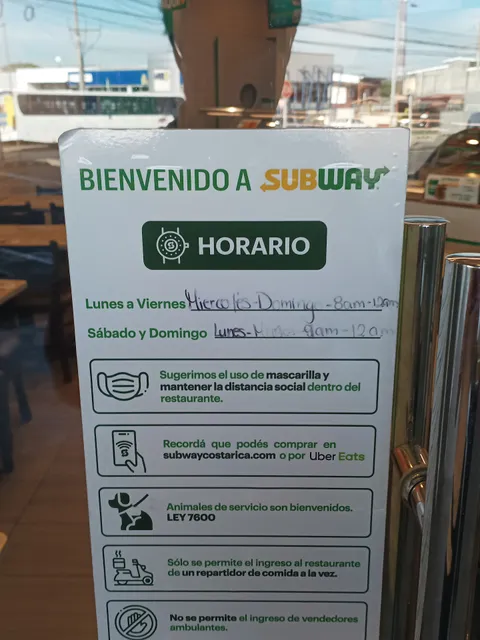 BIENVENIDO A SUBWAY
HORARIO
Lunes a Viernes Miercoles-Domingo-8am-12am
Sábado y Domingo Lunes- 9am-12am
Sugerimos el uso de mascarilla y
mantener la distancia social dentro del
restaurante.
Recordá que podés comprar en
subwaycostarica.com o por Uber Eats
Animales de servicio son bienvenidos.
LEY 7600
Sólo se permite el ingreso al restaurante
de un repartidor de comida a la vez.
No se permite el ingreso de vendedores
ambulantes.